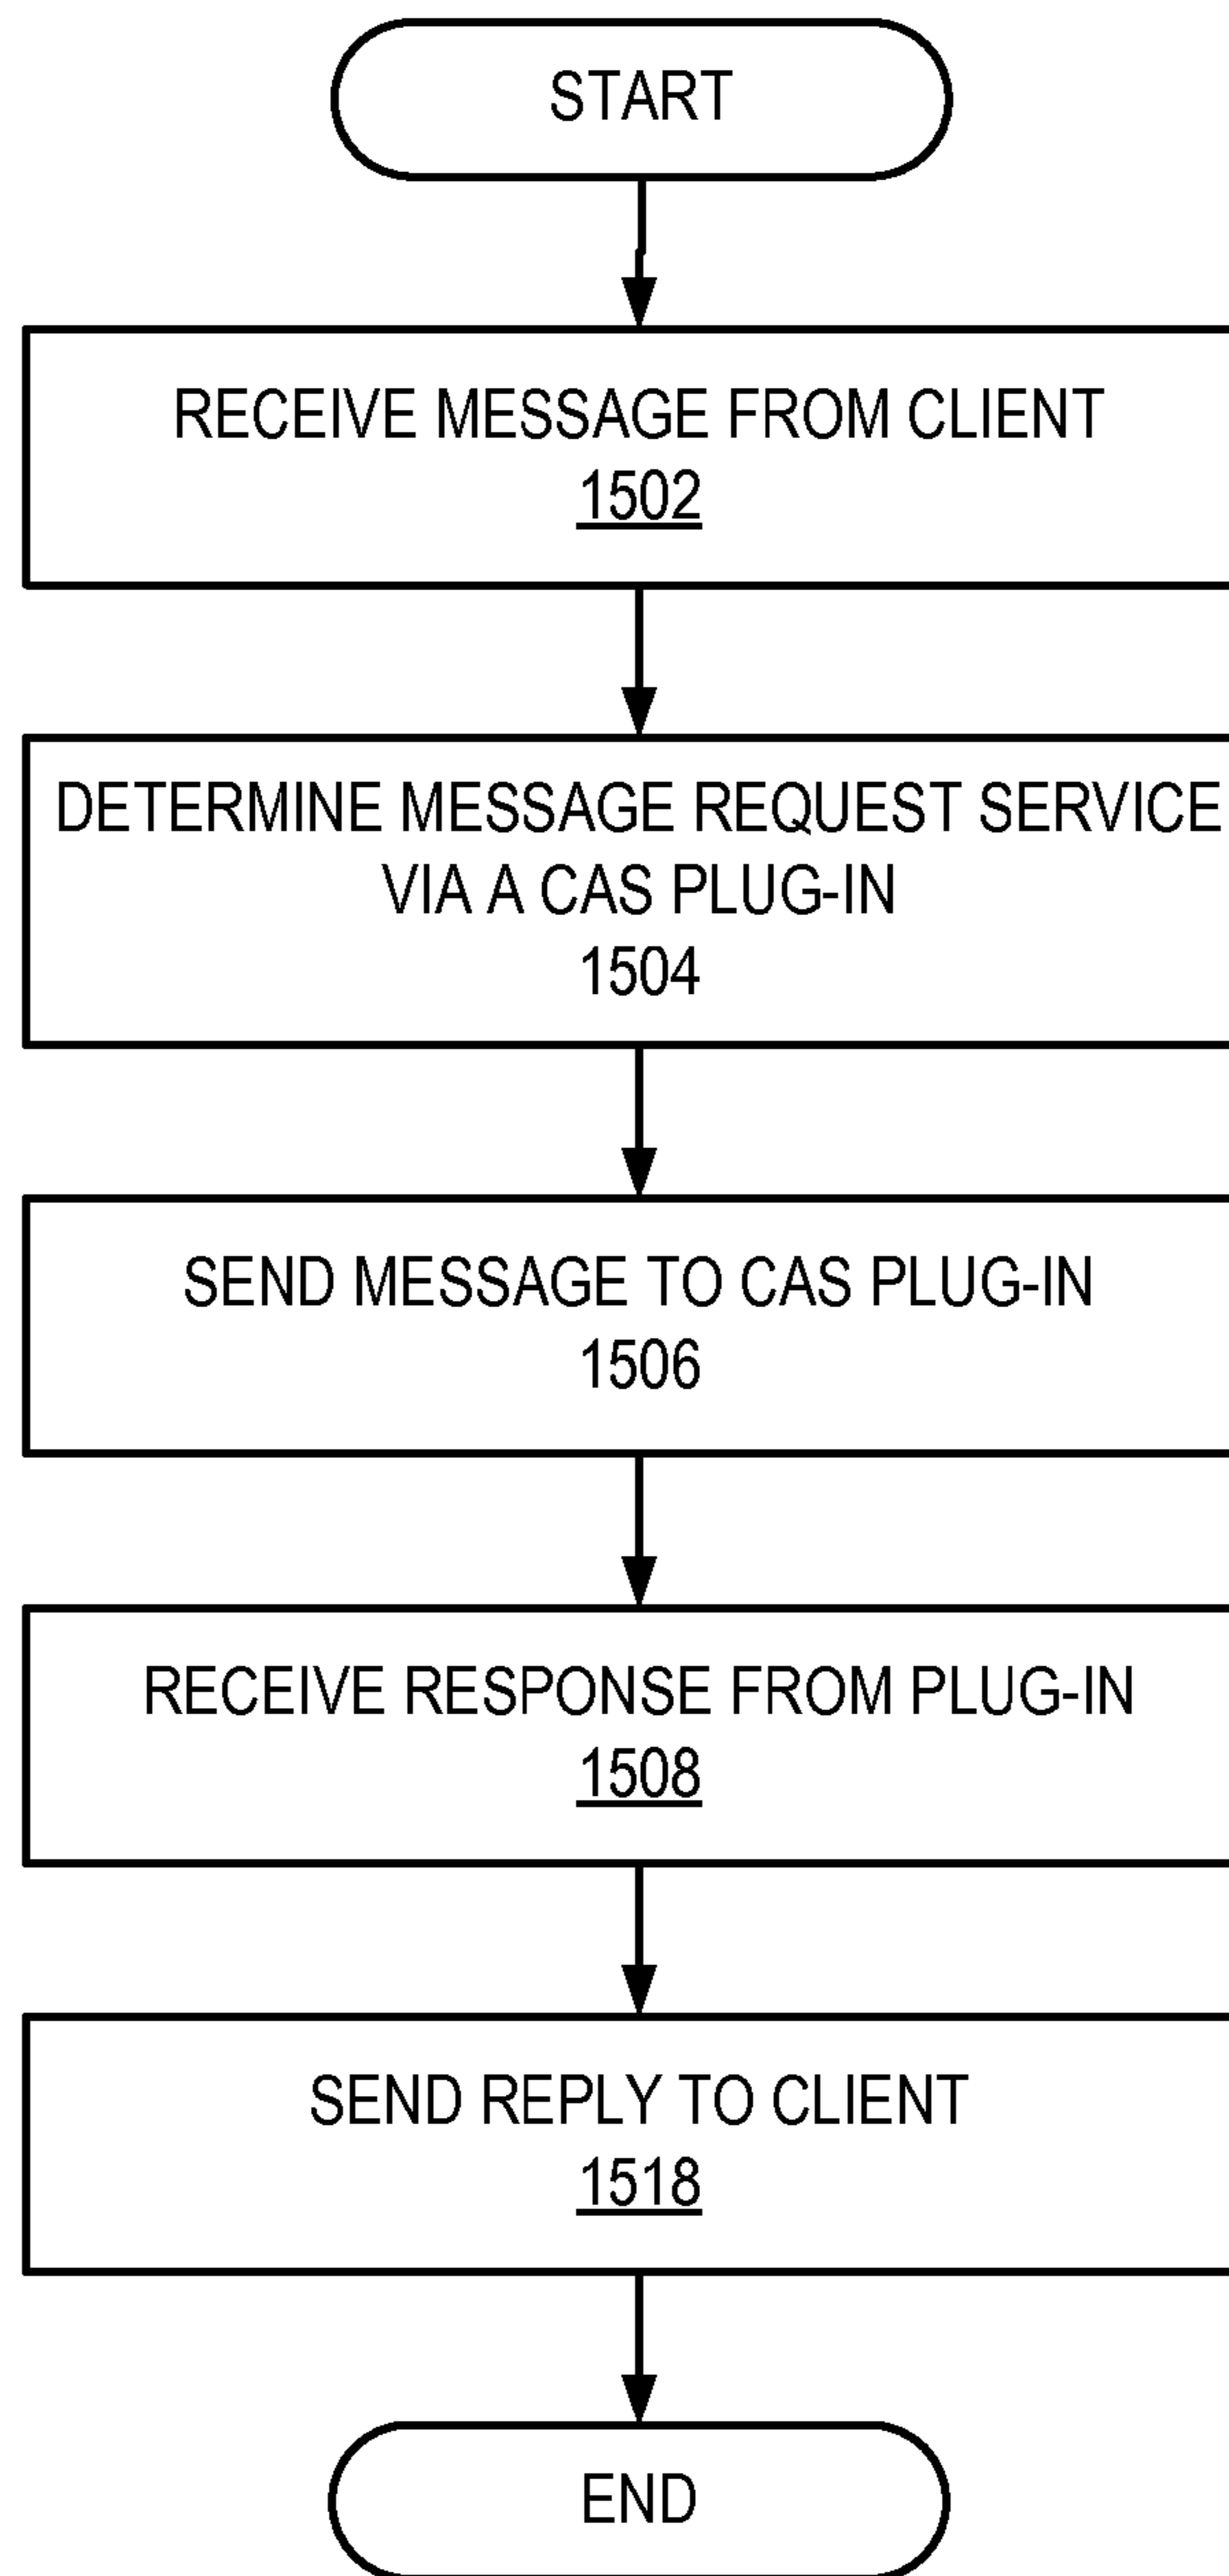 START
RECEIVE MESSAGE FROM CLIENT
1502
DETERMINE MESSAGE REQUEST SERVICE
VIA A CAS PLUG-IN
1504
SEND MESSAGE TO CAS PLUG-IN
1506
RECEIVE RESPONSE FROM PLUG-IN
1508
SEND REPLY TO CLIENT
1518
END